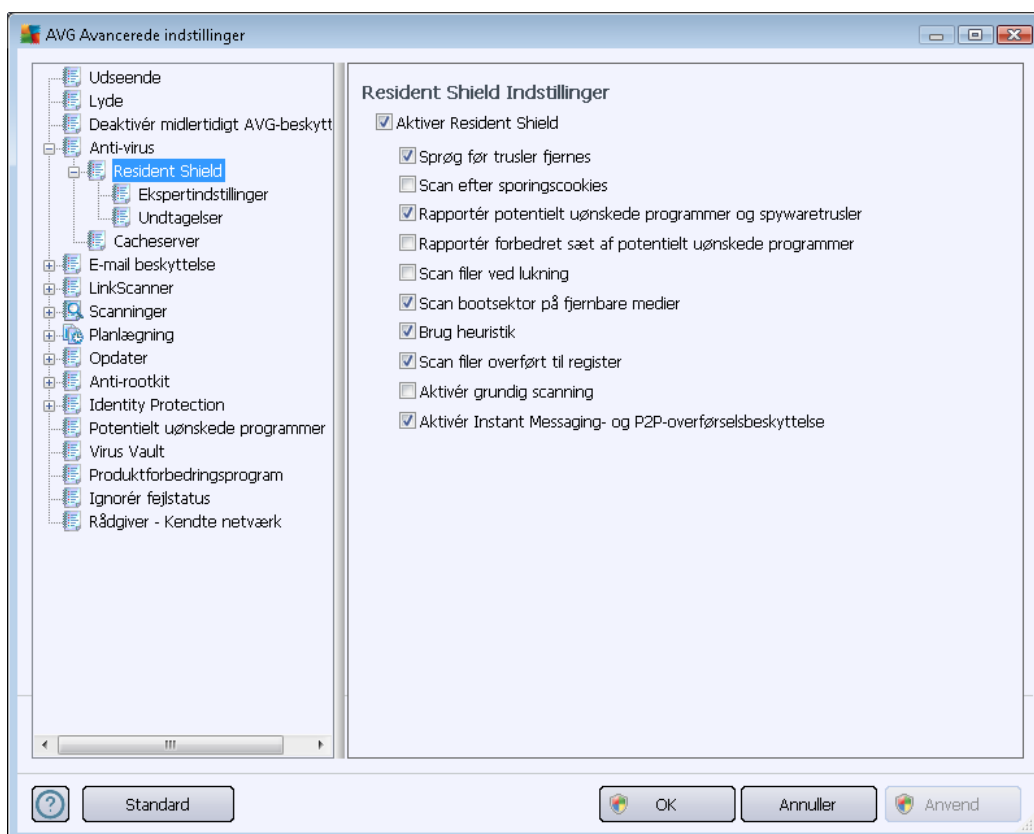 AVG Avancerede indstillinger
Udseende
Lyde
Deaktivér midlertidigt AVG-beskytt
Anti-virus
Resident Shield
Ekspertindstillinger
Undtagelser
Cacheserver
E-mail beskyttelse
LinkScanner
Scanninger
Planlægning
Opdater
Anti-rootkit
Identity Protection
Potentielt uønskede programmer
Virus Vault
Produktforbedringsprogram
Ignorér fejlstatus
Rådgiver - Kendte netværk
Resident Shield Indstillinger
Aktiver Resident Shield
Sprøg før trusler fjernes
Scan efter sporingscookies
Rapportér potentielt uønskede programmer og spywaretrusler
Rapportér forbedret sæt af potentielt uønskede programmer
Scan filer ved lukning
Scan bootsektor på fjernbare medier
Brug heuristik
Scan filer overført til register
Aktivér grundig scanning
Aktivér Instant Messaging- og P2P-overførselsbeskyttelse
Standard
OK
Annuller
Anvend